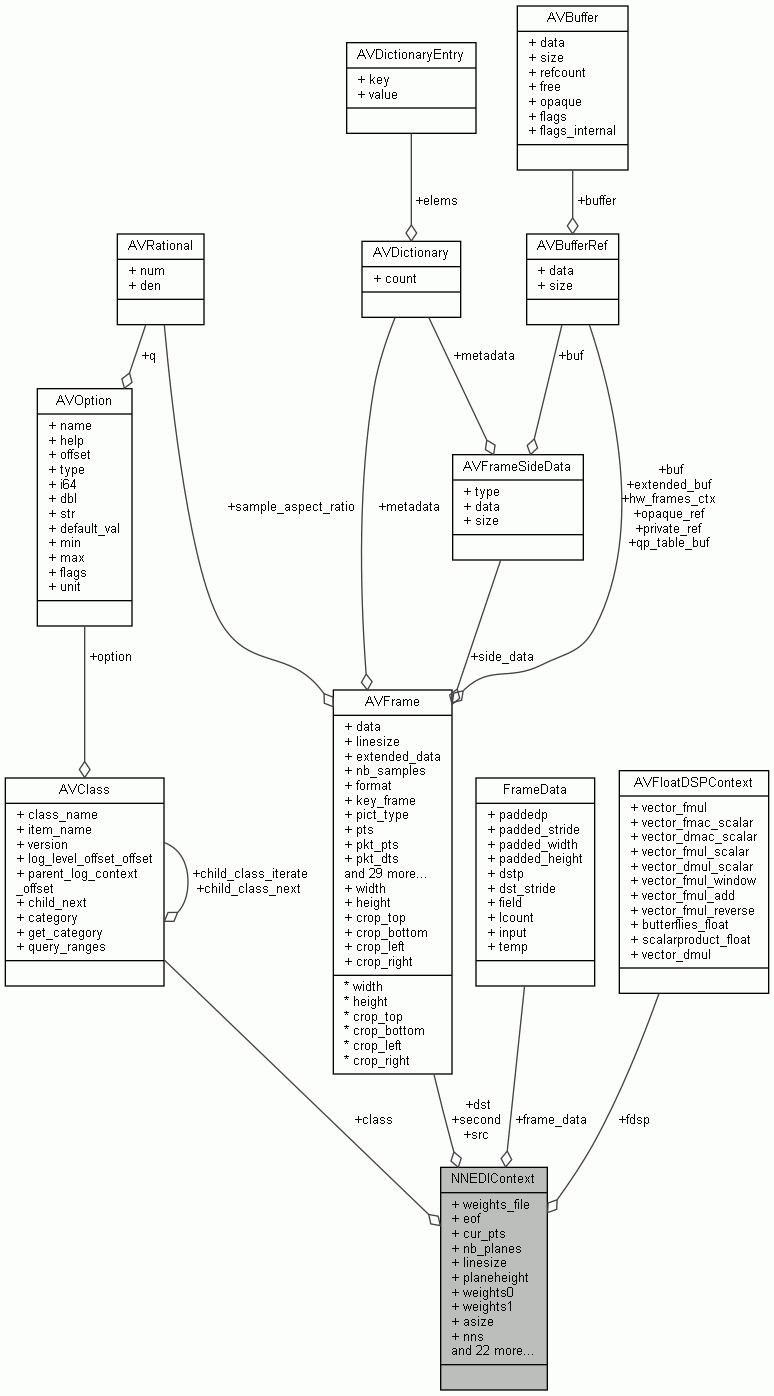 AVBuffer
+ data
+ size
+ refcount
+ free
+ opaque
+ flags
+ flags_internal
AVDictionaryEntry
+ key
+ value
+elems
+buffer
AVRational
+ num
+ den
AVDictionary
+ count
AVBufferRef
+ data
+ size
+q
+metadata
+buf
AVOption
+ name
+ help
+ offset
+ type
+ i64
+ dbl
+ str
+ default_val
+ min
+ max
+ flags
+ unit
AVFrameSideData
+ type
+ data
+ size
+sample_aspect_ratio
+metadata
+buf
+extended_buf
+hw_frames_ctx
+opaque_ref
+private_ref
+qp_table_buf
+option
+side_data
AVFrame
+ data
+ linesize
+ extended_data
+ nb_samples
+ format
+ key_frame
+ pict_type
+ pts
+ pkt_pts
+ pkt_dts
and 29 more...
+ width
+ height
+ crop_top
+ crop_bottom
+ crop_left
+ crop_right
* width
* height
* crop_top
* crop_bottom
* crop_left
* crop_right
AVClass
+ class_name
+ item_name
+ version
+ log_level_offset_offset
+ parent_log_context
_offset
+ child_next
+ category
+ get_category
+ query_ranges
+child_class_iterate
+child_class_next
FrameData
+ paddedp
+ padded_stride
+ padded_width
+ padded_height
+ dstp
+ dst_stride
+ field
+ lcount
+ input
+ temp
AVFloatDSPContext
+ vector_fmul
+ vector_fmac_scalar
+ vector_dmac_scalar
+ vector_fmul_scalar
+ vector_dmul_scalar
+ vector_fmul_window
+ vector_fmul_add
+ vector_fmul_reverse
+ butterflies_float
+ scalarproduct_float
+ vector_dmul
+class
+dst
+second
+src
+frame_data
+fdsp
NNEDIContext
+ weights_file
+ eof
+ cur_pts
+ nb_planes
+ linesize
+ planeheight
+ weights0
+ weights1
+ asize
+ nns
and 22 more...